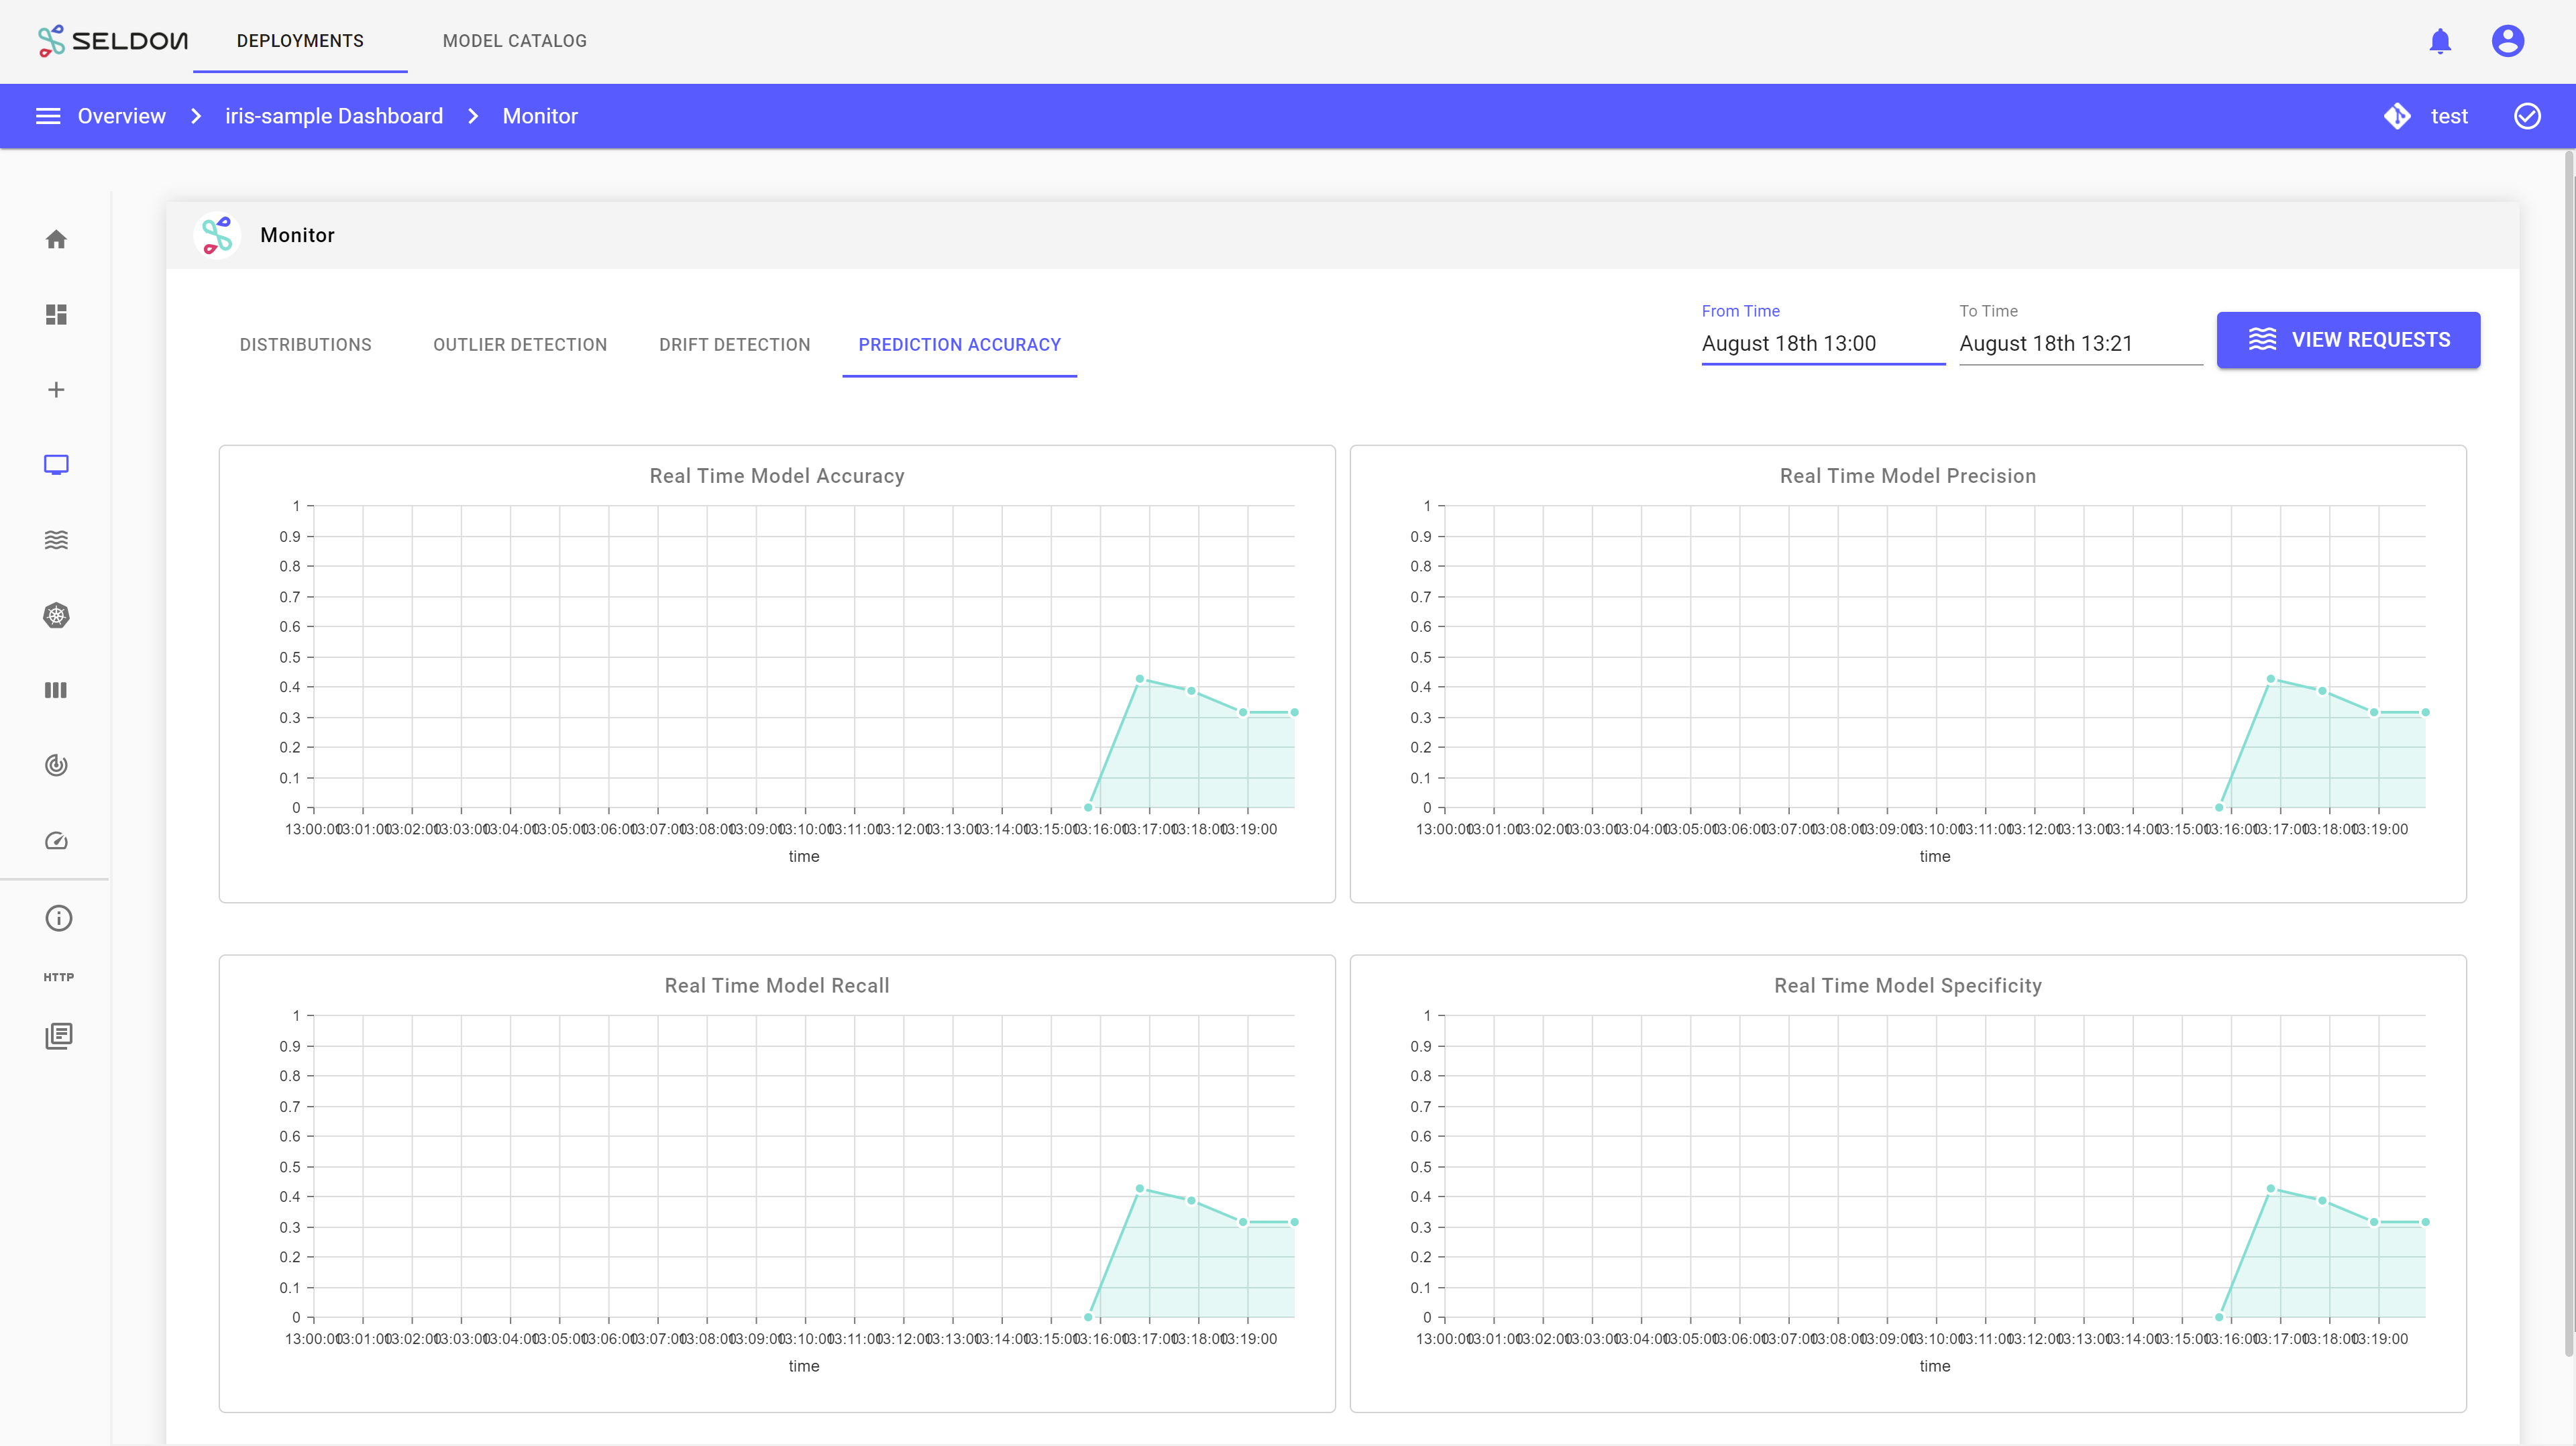 SELDON
DEPLOYMENTS
MODEL CATALOG
Overview
iris-sample Dashboard
Monitor
test
Monitor
DISTRIBUTIONS
OUTLIER DETECTION
DRIFT DETECTION
PREDICTION ACCURACY
From Time
August 18th 13:00
To Time
August 18th 13:21
VIEW REQUESTS
HTTP
Real Time Model Accuracy
1
0.9
0.8
0.7
0.6
0.5
0.4
0.3
0.2
0.1
0
13:00:00 13:01:00 13:02:00 13:03:00 13:04:00 13:05:00 13:06:00 13:07:00 13:08:00 13:09:00 13:10:00 13:11:00 13:12:00 13:13:00 13:14:00 13:15:00 13:16:00 13:17:00 13:18:00 13:19:00
time
Real Time Model Precision
1
0.9
0.8
0.7
0.6
0.5
0.4
0.3
0.2
0.1
0
13:00:00 13:01:00 13:02:00 13:03:00 13:04:00 13:05:00 13:06:00 13:07:00 13:08:00 13:09:00 13:10:00 13:11:00 13:12:00 13:13:00 13:14:00 13:15:00 13:16:00 13:17:00 13:18:00 13:19:00
time
Real Time Model Recall
1
0.9
0.8
0.7
0.6
0.5
0.4
0.3
0.2
0.1
0
13:00:00 13:01:00 13:02:00 13:03:00 13:04:00 13:05:00 13:06:00 13:07:00 13:08:00 13:09:00 13:10:00 13:11:00 13:12:00 13:13:00 13:14:00 13:15:00 13:16:00 13:17:00 13:18:00 13:19:00
time
Real Time Model Specificity
1
0.9
0.8
0.7
0.6
0.5
0.4
0.3
0.2
0.1
0
13:00:00 13:01:00 13:02:00 13:03:00 13:04:00 13:05:00 13:06:00 13:07:00 13:08:00 13:09:00 13:10:00 13:11:00 13:12:00 13:13:00 13:14:00 13:15:00 13:16:00 13:17:00 13:18:00 13:19:00
time